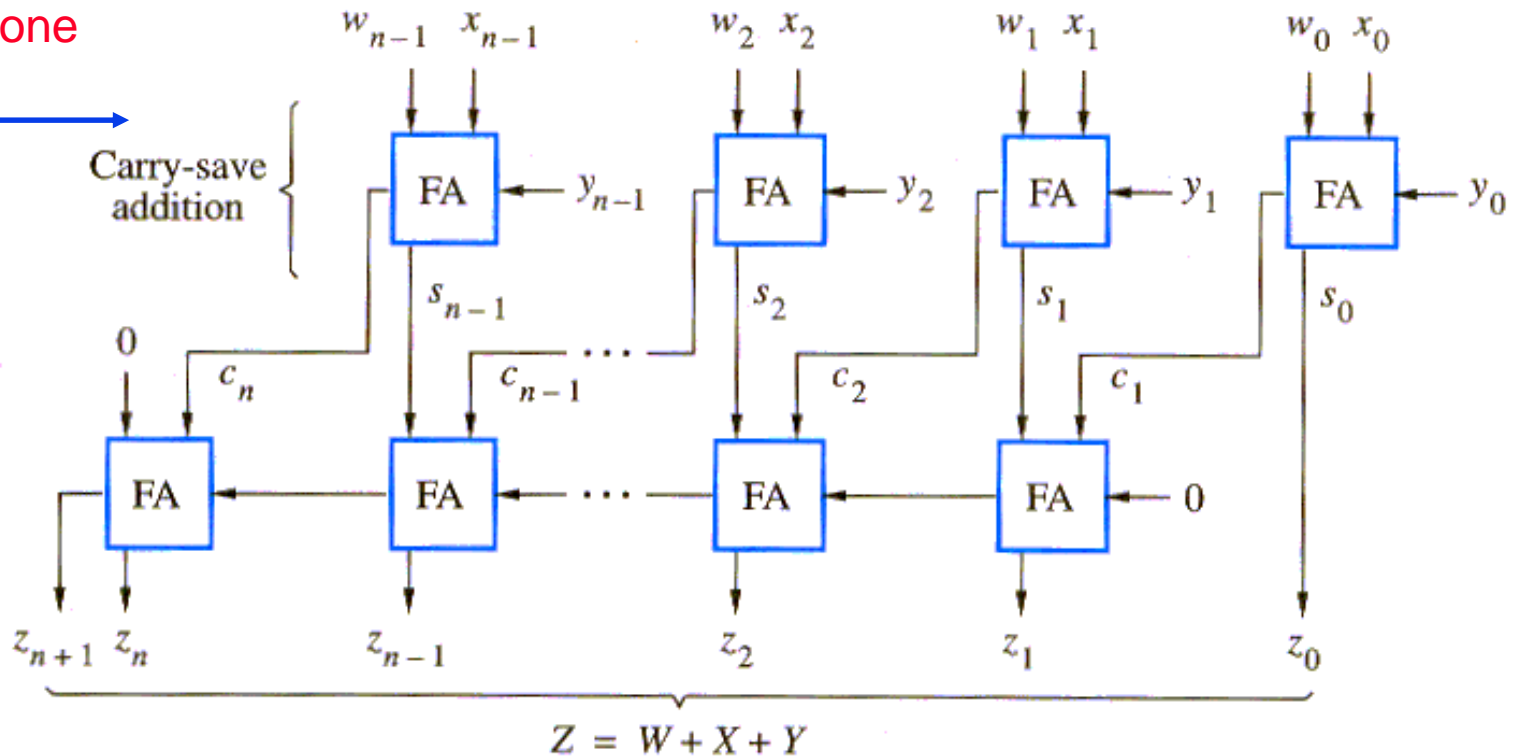 one
w_{n-1} x_{n-1} w_2 x_2 w_1 x_1 w_0 x_0
Carry-save
addition
FA y_{n-1} FA y_2 FA y_1 FA y_0
s_{n-1} s_2 s_1 s_0
0
c_n c_{n-1} ... c_2 c_1
FA FA ... FA FA 0
z_{n+1} z_n z_{n-1} z_2 z_1 z_0
Z = W + X + Y